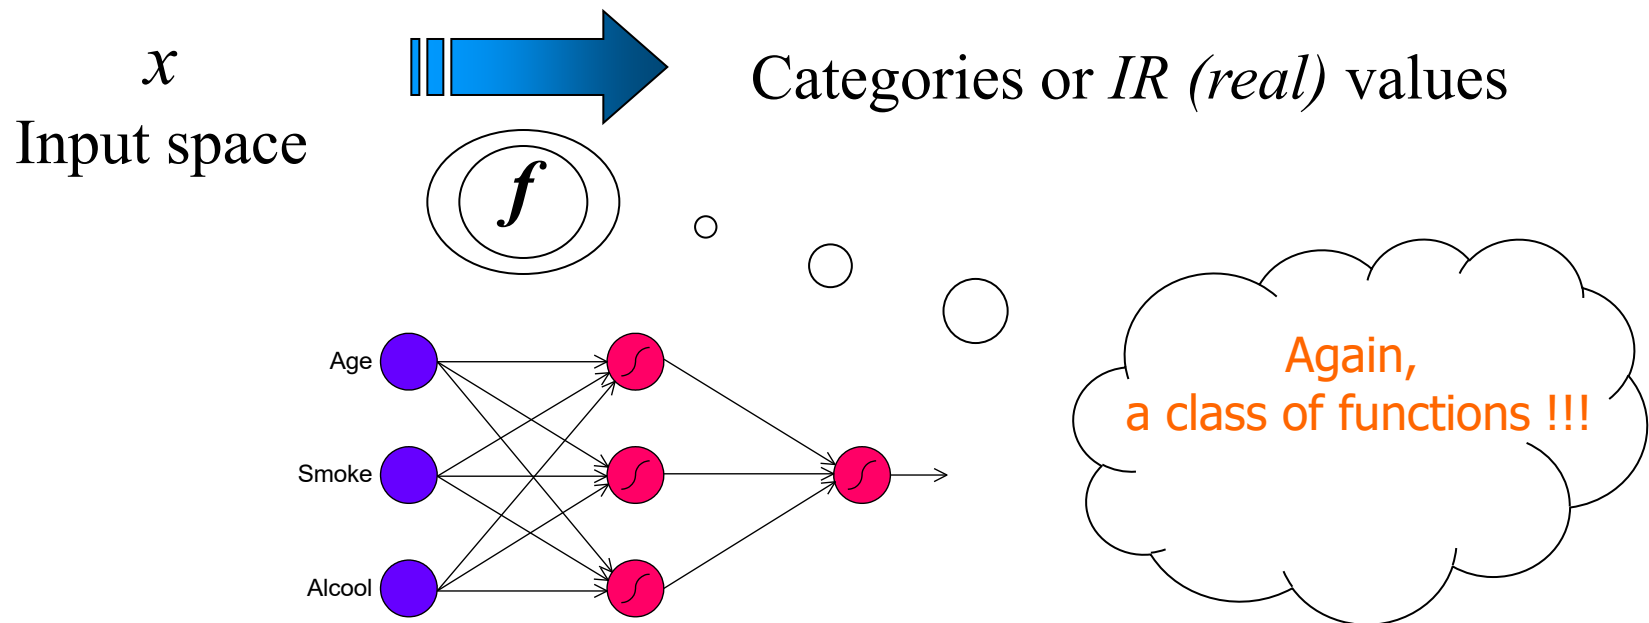 x
Input space
Categories or IR (real) values
f
Again,
a class of functions !!!
Age
Smoke
Alcool